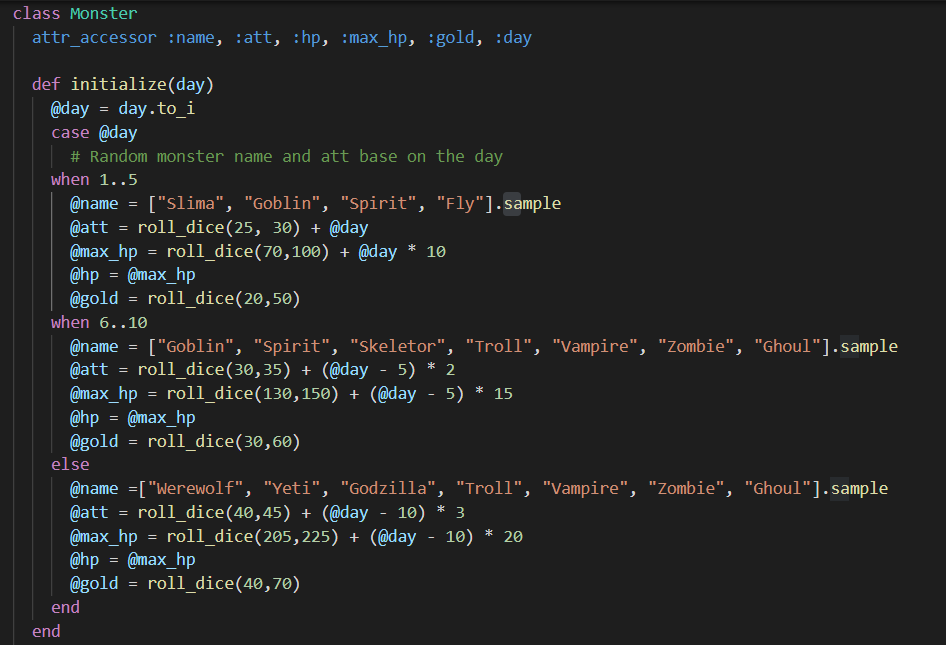 class Monster
  attr_accessor :name, :att, :hp, :max_hp, :gold, :day

  def initialize(day)
    @day = day.to_i
    case @day
      # Random monster name and att base on the day
    when 1..5
      @name = ["Slima", "Goblin", "Spirit", "Fly"].sample
      @att = roll_dice(25, 30) + @day
      @max_hp = roll_dice(70,100) + @day * 10
      @hp = @max_hp
      @gold = roll_dice(20,50)
    when 6..10
      @name = ["Goblin", "Spirit", "Skeletor", "Troll", "Vampire", "Zombie", "Ghoul"].sample
      @att = roll_dice(30,35) + (@day - 5) * 2
      @max_hp = roll_dice(130,150) + (@day - 5) * 15
      @hp = @max_hp
      @gold = roll_dice(30,60)
    else
      @name =["Werewolf", "Yeti", "Godzilla", "Troll", "Vampire", "Zombie", "Ghoul"].sample
      @att = roll_dice(40,45) + (@day - 10) * 3
      @max_hp = roll_dice(205,225) + (@day - 10) * 20
      @hp = @max_hp
      @gold = roll_dice(40,70)
    end
  end